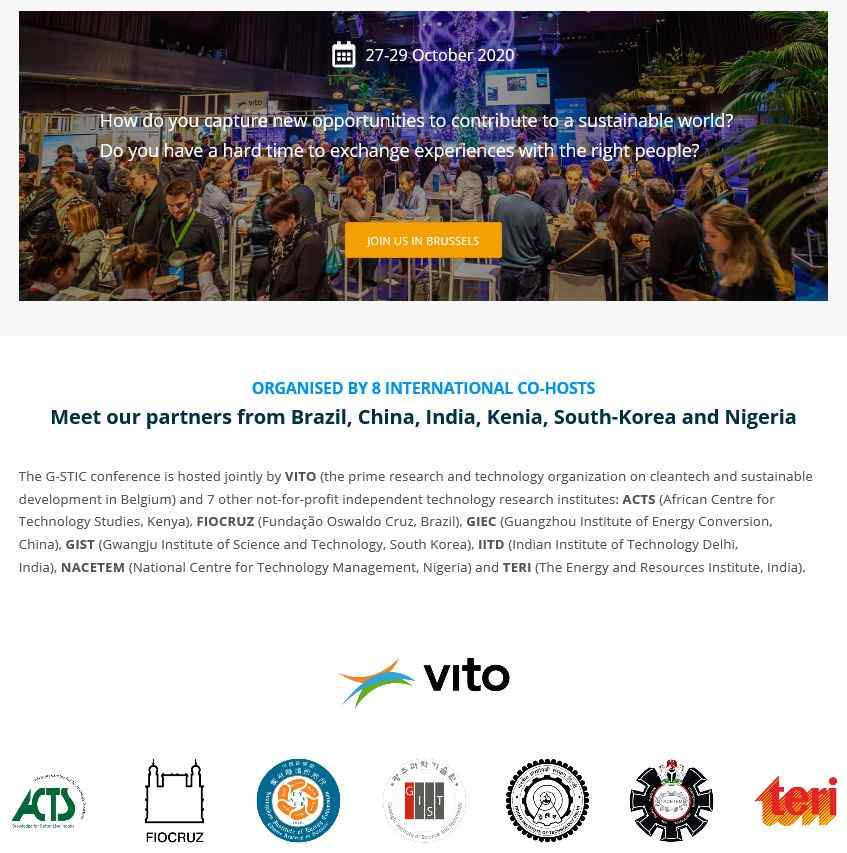 27-29 October 2020
vito
How do you capture new opportunities to contribute to a sustainable world?
Do you have a hard time to exchange experiences with the right people?
JOIN US IN BRUSSELS
ORGANISED BY 8 INTERNATIONAL CO-HOSTS
Meet our partners from Brazil, China, India, Kenia, South-Korea and Nigeria
The G-STIC conference is hosted jointly by VITO (the prime research and technology organization on cleantech and sustainable
development in Belgium) and 7 other not-for-profit independent technology research institutes: ACTS (African Centre for
Technology Studies, Kenya), FIOCRUZ (Fundação Oswaldo Cruz, Brazil), GIEC (Guangzhou Institute of Energy Conversion,
China), GIST (Gwangju Institute of Science and Technology, South Korea), IITD (Indian Institute of Technology Delhi,
India), NACETEM (National Centre for Technology Management, Nigeria) and TERI (The Energy and Resources Institute, India).
vito
ACTS
FIOCRUZ
GIST
NACETEM
teri